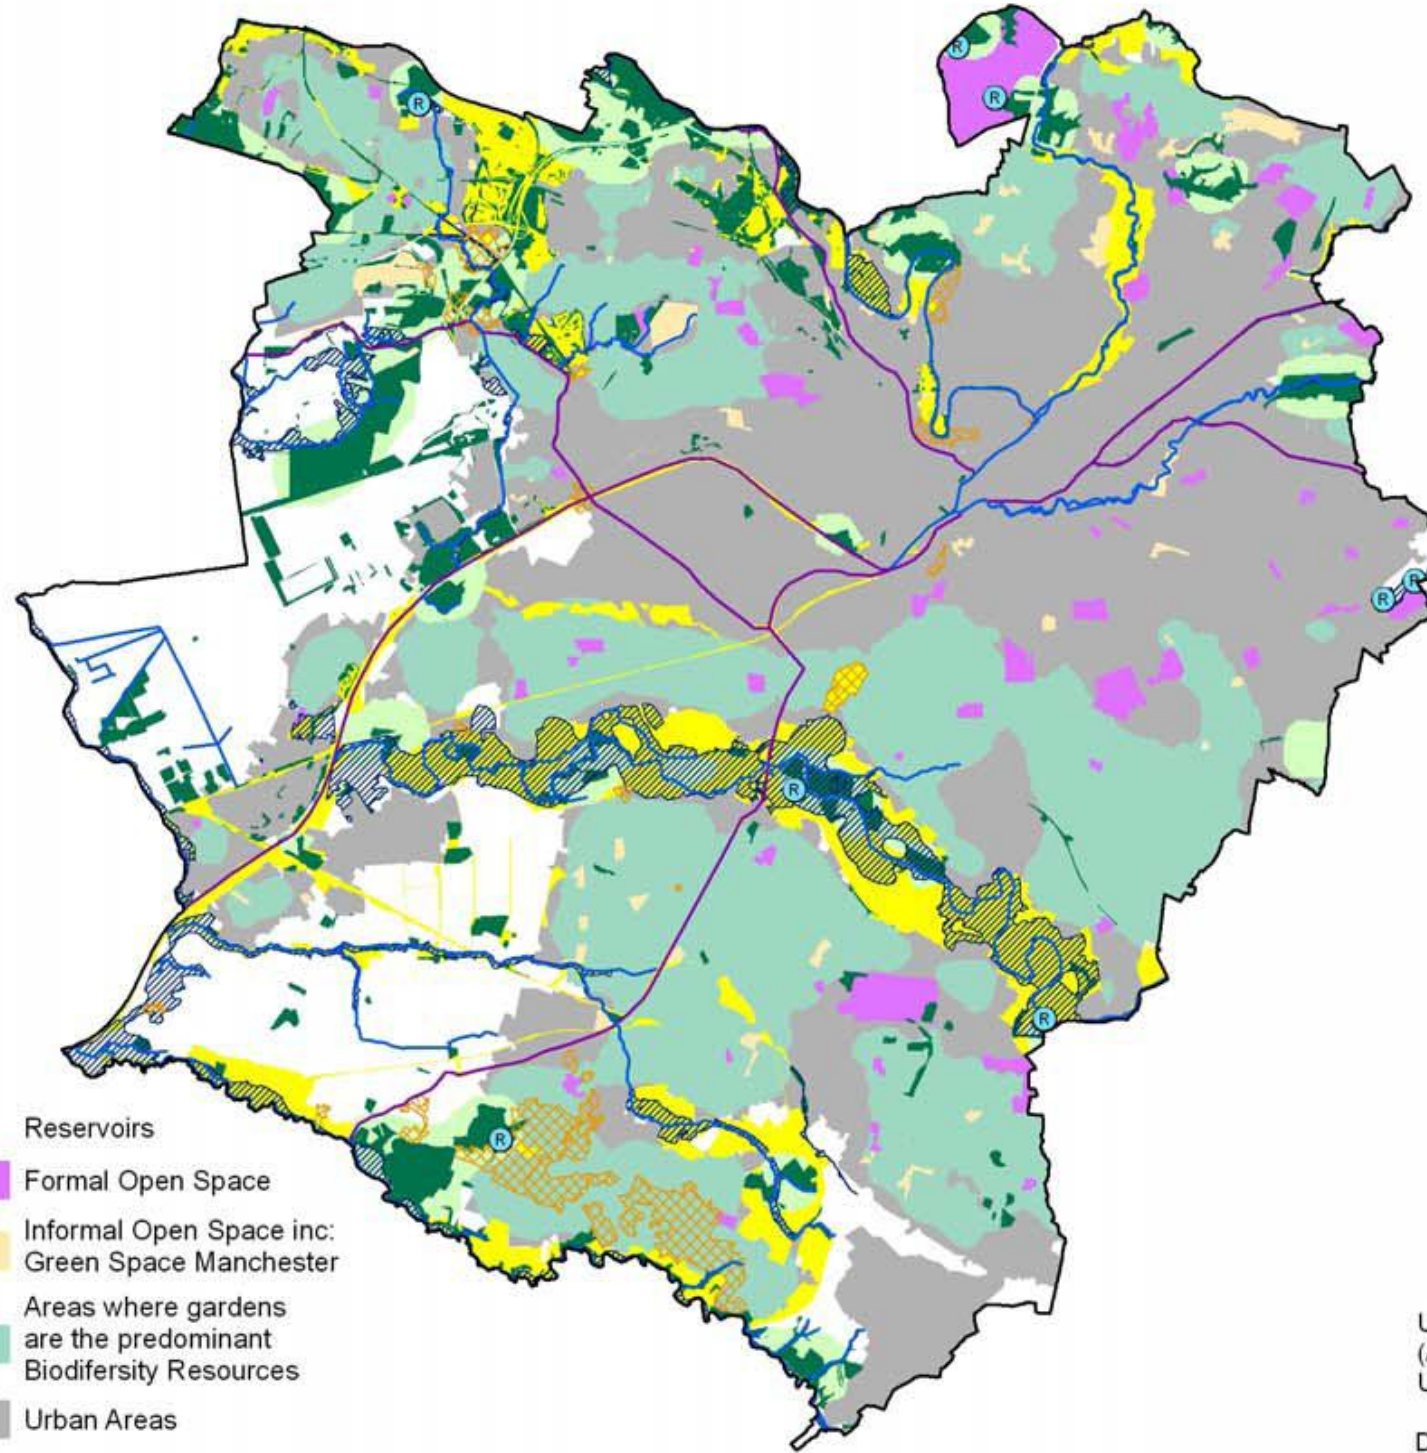 R
R
R
R
R
R
R
R
Reservoirs
Formal Open Space
Informal Open Space inc:
Green Space Manchester
Areas where gardens
are the predominant
Biodifersity Resources
Urban Areas